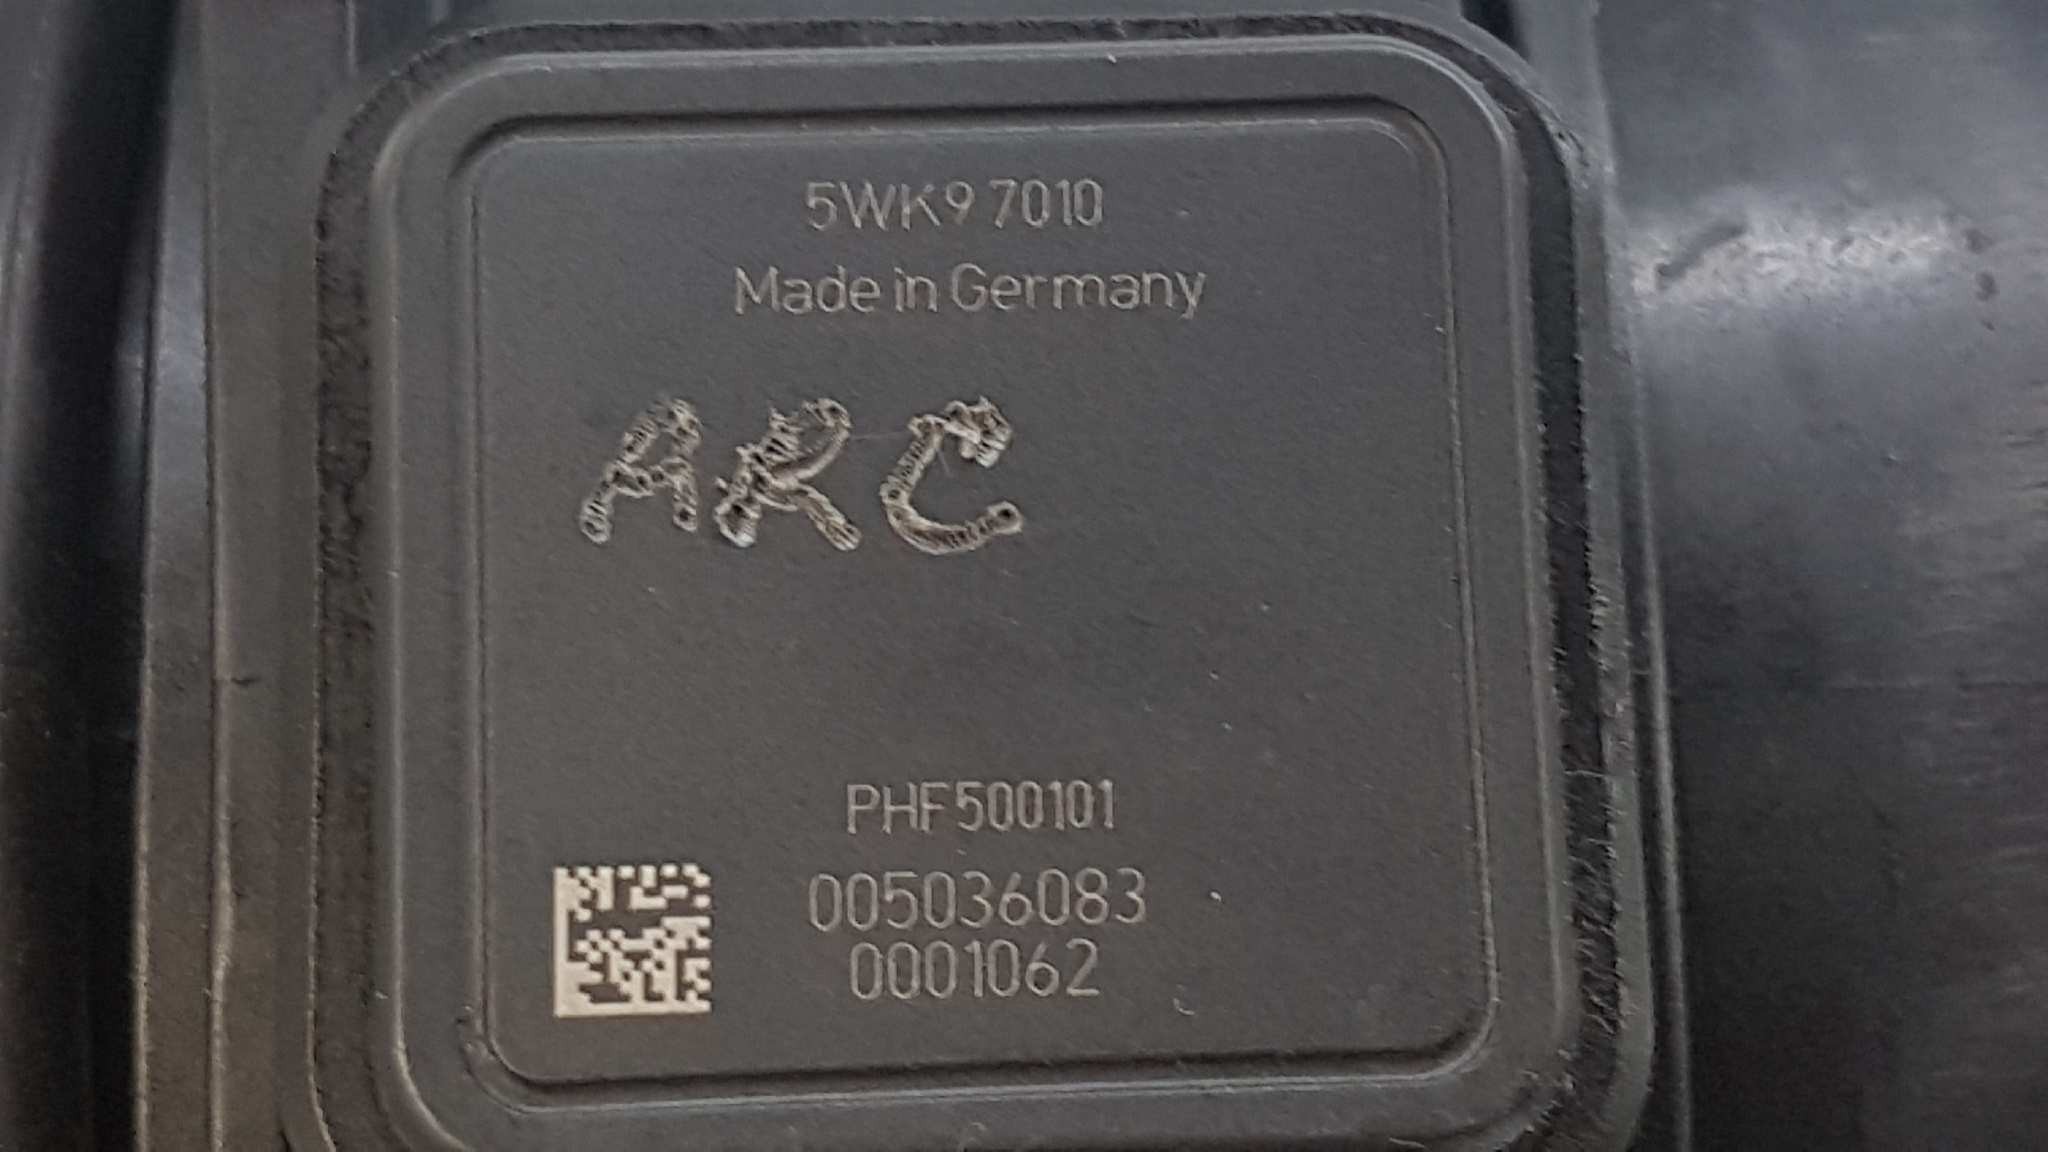 5WK9 7010
Made in Germany
ARC
PHF500101
005036083
0001062